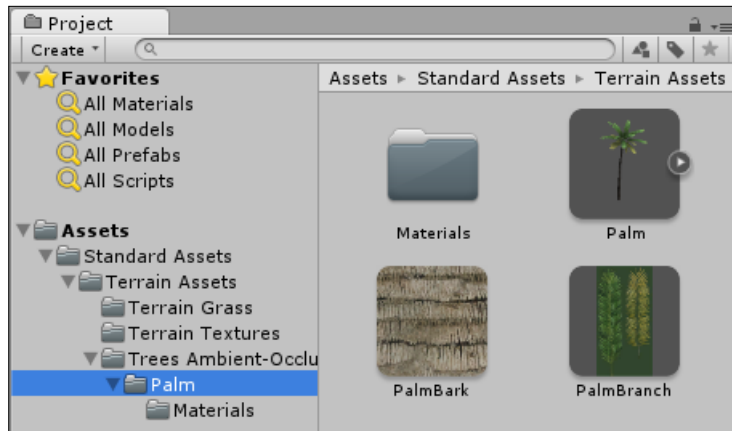 Project
Create
Favorites
All Materials
All Models
All Prefabs
All Scripts
Assets
Standard Assets
Terrain Assets
Terrain Grass
Terrain Textures
Trees Ambient-Occlu
Palm
Materials
Assets ▸ Standard Assets ▸ Terrain Assets
Materials
Palm
PalmBark
PalmBranch